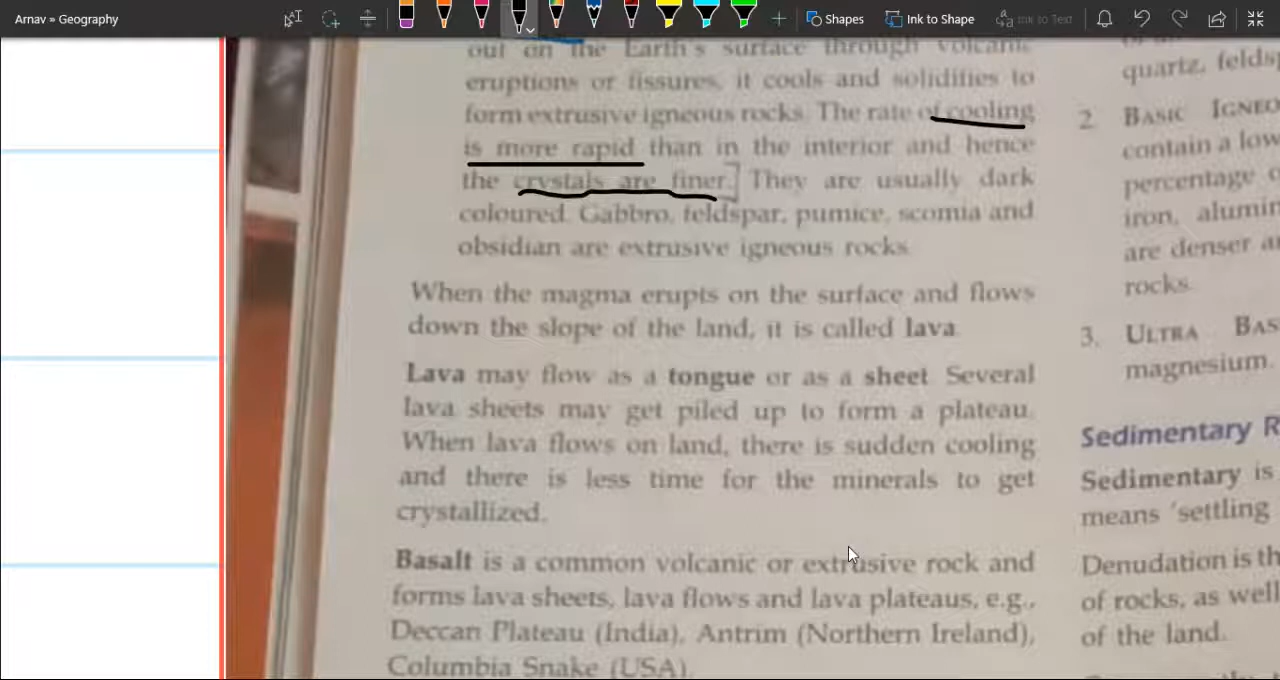 Arnav » Geography
Shapes
Ink to Shape
Ink to Text
out on the Earth's surface through volcanic
eruptions or fissures, it cools and solidifies to
form extrusive igneous rocks. The rate of cooling
is more rapid than in the interior and hence
the crystals are finer. They are usually dark
coloured. Gabbro, feldspar, pumice, scomia and
obsidian are extrusive igneous rocks.
When the magma erupts on the surface and flows
down the slope of the land, it is called lava.
Lava may flow as a tongue or as a sheet. Several
lava sheets may get piled up to form a plateau.
When lava flows on land, there is sudden cooling
and there is less time for the minerals to get
crystallized.
Basalt is a common volcanic or extrusive rock and
forms lava sheets, lava flows and lava plateaus, e.g.,
Deccan Plateau (India), Antrim (Northern Ireland),
Columbia Snake (USA).
quartz, felds
2. BASIC IGNEO
contain a low
percentage o
iron, alumin
are denser a
rocks.
3. ULTRA BAS
magnesium.
Sedimentary R
Sedimentary is
means 'settling
Denudation is th
of rocks, as well
of the land.